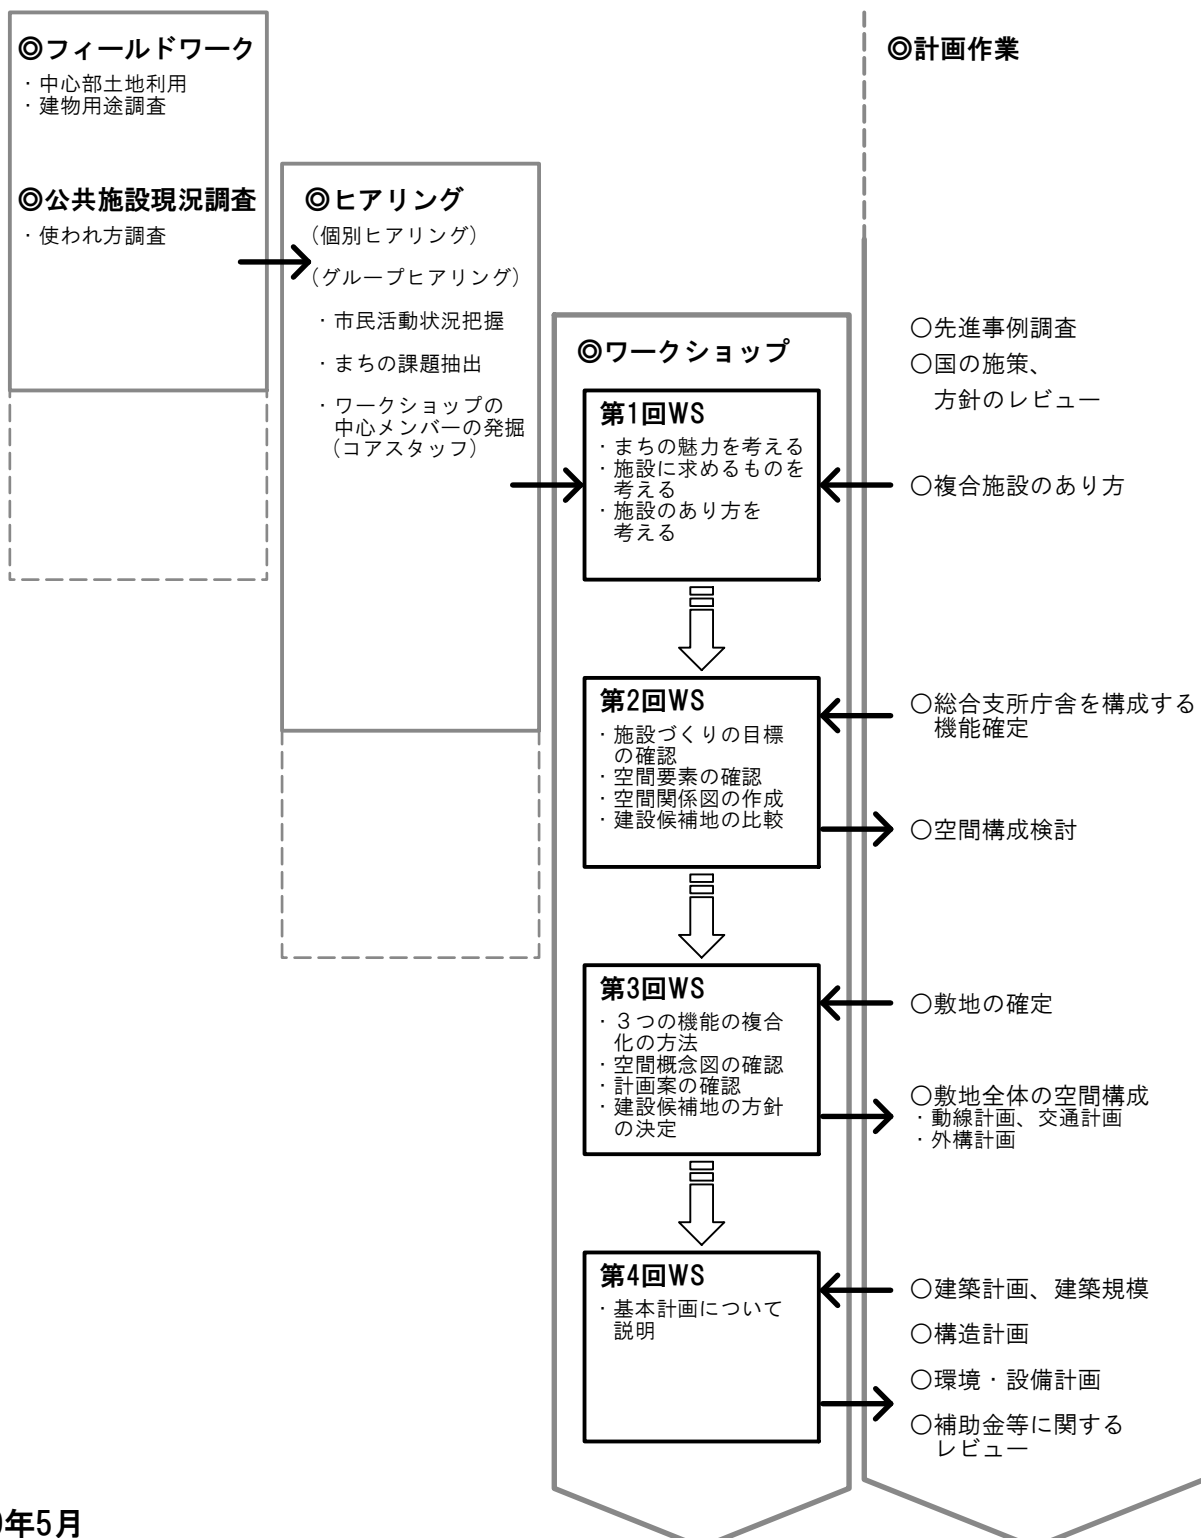 ◎フィールドワーク
・中心部土地利用
・建物用途調査
◎公共施設現況調査
・使われ方調査
◎ヒアリング
(個別ヒアリング)
(グループヒアリング)
・市民活動状況把握
・まちの課題抽出
・ワークショップの
中心メンバーの発掘
(コアスタッフ)
◎ワークショップ
第1回WS
・まちの魅力を考える
・施設に求めるものを
考える
・施設のあり方を
考える
第2回WS
・施設づくりの目標
の確認
・空間要素の確認
・空間関係図の作成
・建設候補地の比較
第3回WS
・３つの機能の複合
化の方法
・空間概念図の確認
・計画案の確認
・建設候補地の方針
の決定
第4回WS
・基本計画について
説明
◎計画作業
○先進事例調査
○国の施策、
方針のレビュー
○複合施設のあり方
○総合支所庁舎を構成する
機能確定
○空間構成検討
○敷地の確定
○敷地全体の空間構成
・動線計画、交通計画
・外構計画
○建築計画、建築規模
○構造計画
○環境・設備計画
○補助金等に関する
レビュー
年5月